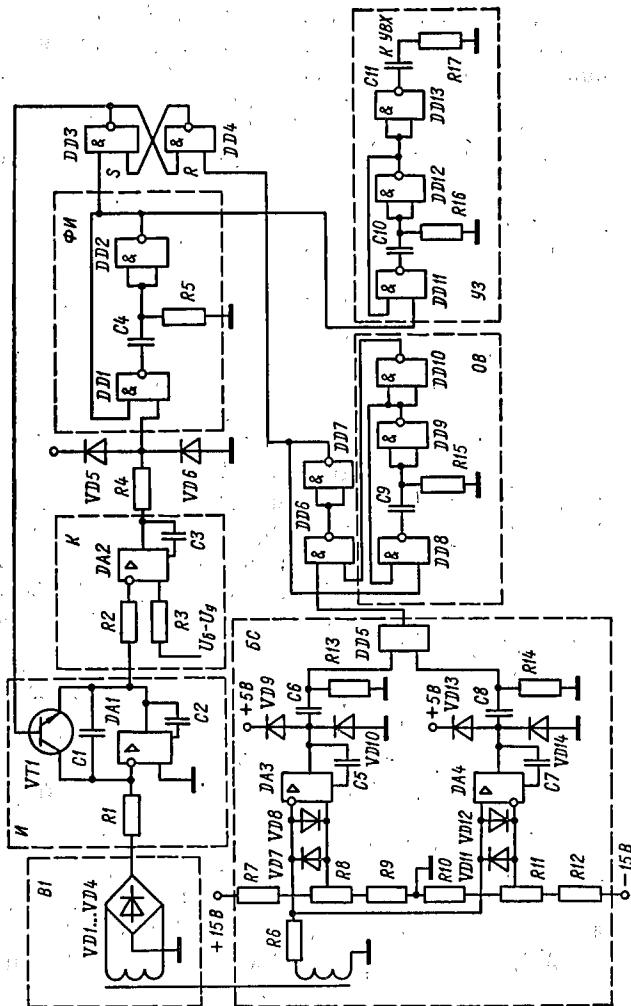 В1
VD1...VD4
И
R1
VT1
C1
DA1
C2
К
R2
R3
Uб-Uд
DA2
C3
R4
VD5
VD6
ФИ
DD1
&
C4
R5
DD2
&
DD3
&
S
R
&
DD4
+15В
R6
R7
R8
R9
R10
R11
R12
-15В
VD7
VD8
VD11
VD12
DA3
C5
DA4
C7
+5В
VD9
VD10
+5В
VD13
VD14
C6
R13
C8
R14
БС
DD5
DD6
&
DD7
&
DD8
&
C9
R15
DD9
&
DD10
&
ОВ
DD11
&
C10
R16
DD12
&
DD13
&
C11
К УВХ
R17
УЗ